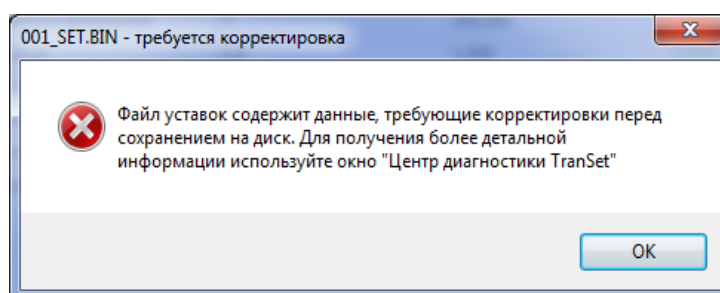 001_SET.BIN - требуется корректировка
Файл уставок содержит данные, требующие корректировки перед
сохранением на диск. Для получения более детальной
информации используйте окно "Центр диагностики TranSet"
OK